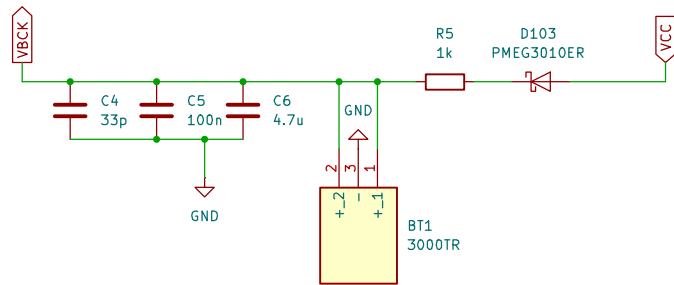 VBCK
R5
1k
D103
PMEG3010ER
VCC
C4
33p
C5
100n
C6
4.7u
GND
GND
2
3
1
+_2
-
+_1
BT1
3000TR